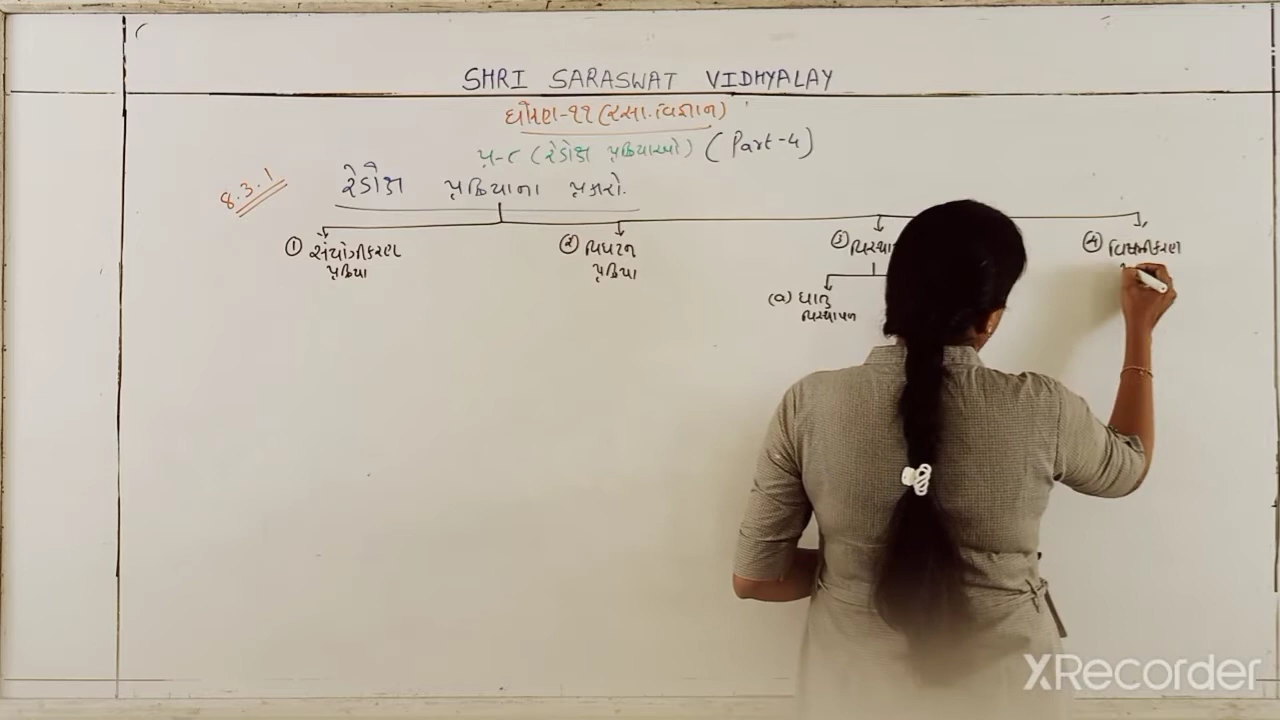 SHRI SARASWAT VIDHYALAY
ધોરણ-૧૧ (રસા.વિજ્ઞાન)
પ્ર-૮ (રેડોક્ષ પ્રક્રિયાઓ) (Part-4)
8.3.1 રેડોક્ષ પ્રક્રિયાના પ્રકારો.
① સંયોગીકરણ પ્રક્રિયા
② વિઘટન પ્રક્રિયા
③ વિસ્થા
④ વિષમીકરણ
(a) ધાતુ વિસ્થાપન
XRecorder